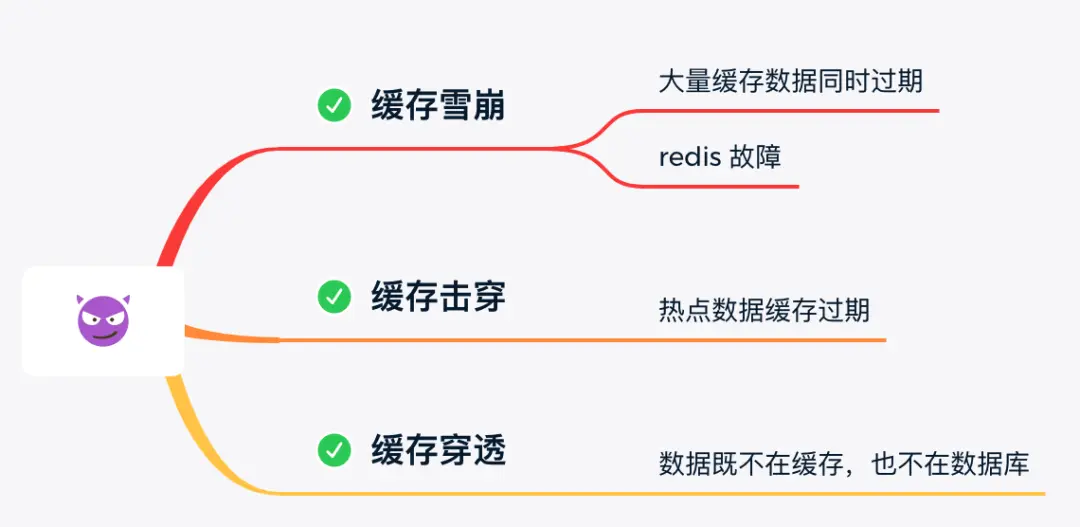 缓存雪崩
大量缓存数据同时过期
redis 故障
缓存击穿
热点数据缓存过期
缓存穿透
数据既不在缓存，也不在数据库